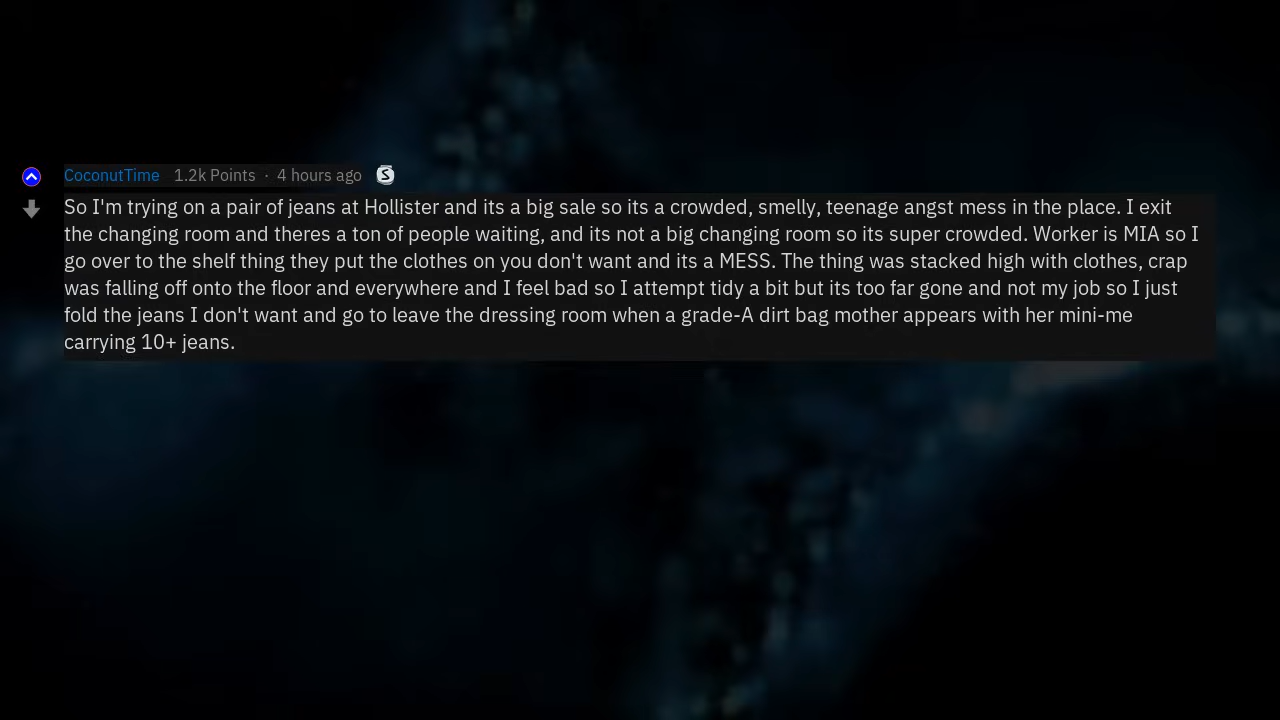 CoconutTime 1.2k Points · 4 hours ago
So I'm trying on a pair of jeans at Hollister and its a big sale so its a crowded, smelly, teenage angst mess in the place. I exit
the changing room and theres a ton of people waiting, and its not a big changing room so its super crowded. Worker is MIA so I
go over to the shelf thing they put the clothes on you don't want and its a MESS. The thing was stacked high with clothes, crap
was falling off onto the floor and everywhere and I feel bad so I attempt tidy a bit but its too far gone and not my job so I just
fold the jeans I don't want and go to leave the dressing room when a grade-A dirt bag mother appears with her mini-me
carrying 10+ jeans.